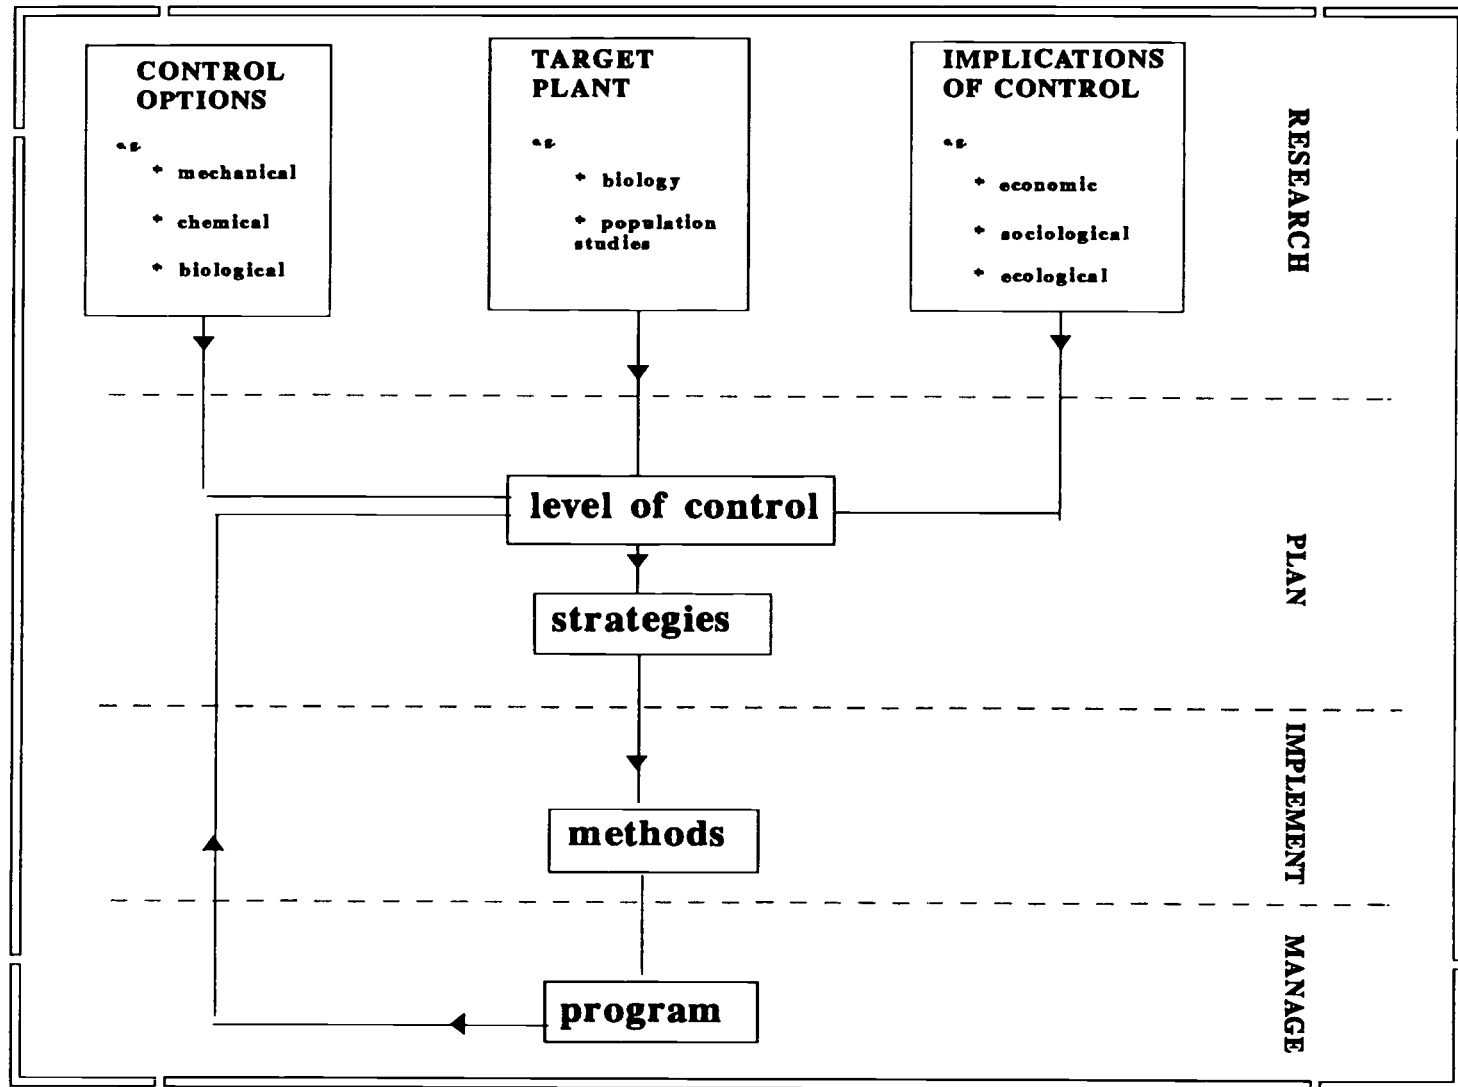 CONTROL
OPTIONS
e.g.
* mechanical
* chemical
* biological
TARGET
PLANT
e.g.
* biology
* population
studies
IMPLICATIONS
OF CONTROL
e.g.
* economic
* sociological
* ecological
RESEARCH
level of control
strategies
PLAN
methods
IMPLEMENT
program
MANAGE